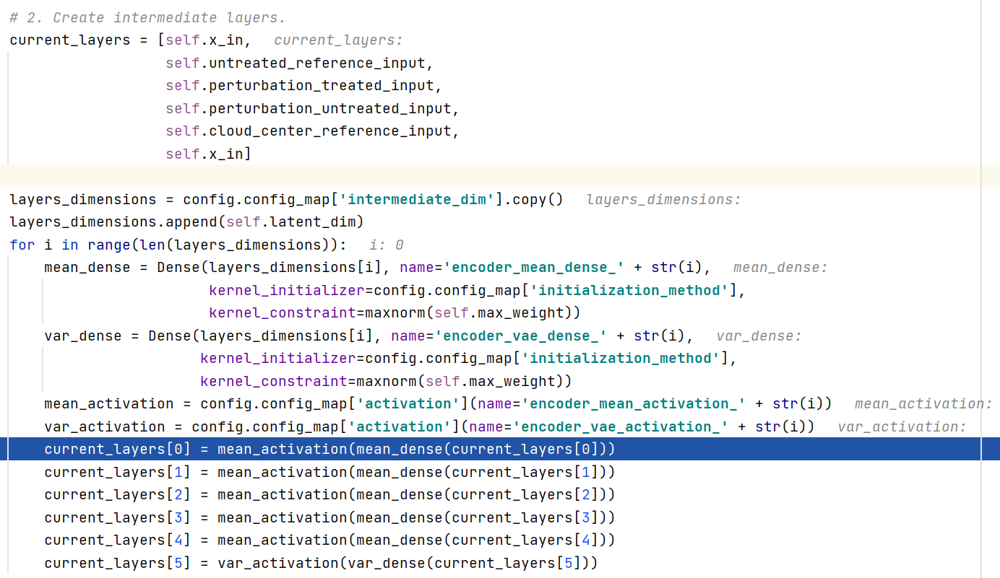 # 2. Create intermediate layers.
current_layers = [self.x_in,   current_layers:
                  self.untreated_reference_input,
                  self.perturbation_treated_input,
                  self.perturbation_untreated_input,
                  self.cloud_center_reference_input,
                  self.x_in]
layers_dimensions = config.config_map['intermediate_dim'].copy()   layers_dimensions:
layers_dimensions.append(self.latent_dim)
for i in range(len(layers_dimensions)):   i: 0
    mean_dense = Dense(layers_dimensions[i], name='encoder_mean_dense_' + str(i),   mean_dense:
                       kernel_initializer=config.config_map['initialization_method'],
                       kernel_constraint=maxnorm(self.max_weight))
    var_dense = Dense(layers_dimensions[i], name='encoder_vae_dense_' + str(i),   var_dense:
                      kernel_initializer=config.config_map['initialization_method'],
                      kernel_constraint=maxnorm(self.max_weight))
    mean_activation = config.config_map['activation'](name='encoder_mean_activation_' + str(i))   mean_activation:
    var_activation = config.config_map['activation'](name='encoder_vae_activation_' + str(i))   var_activation:
    current_layers[0] = mean_activation(mean_dense(current_layers[0]))
    current_layers[1] = mean_activation(mean_dense(current_layers[1]))
    current_layers[2] = mean_activation(mean_dense(current_layers[2]))
    current_layers[3] = mean_activation(mean_dense(current_layers[3]))
    current_layers[4] = mean_activation(mean_dense(current_layers[4]))
    current_layers[5] = var_activation(var_dense(current_layers[5]))